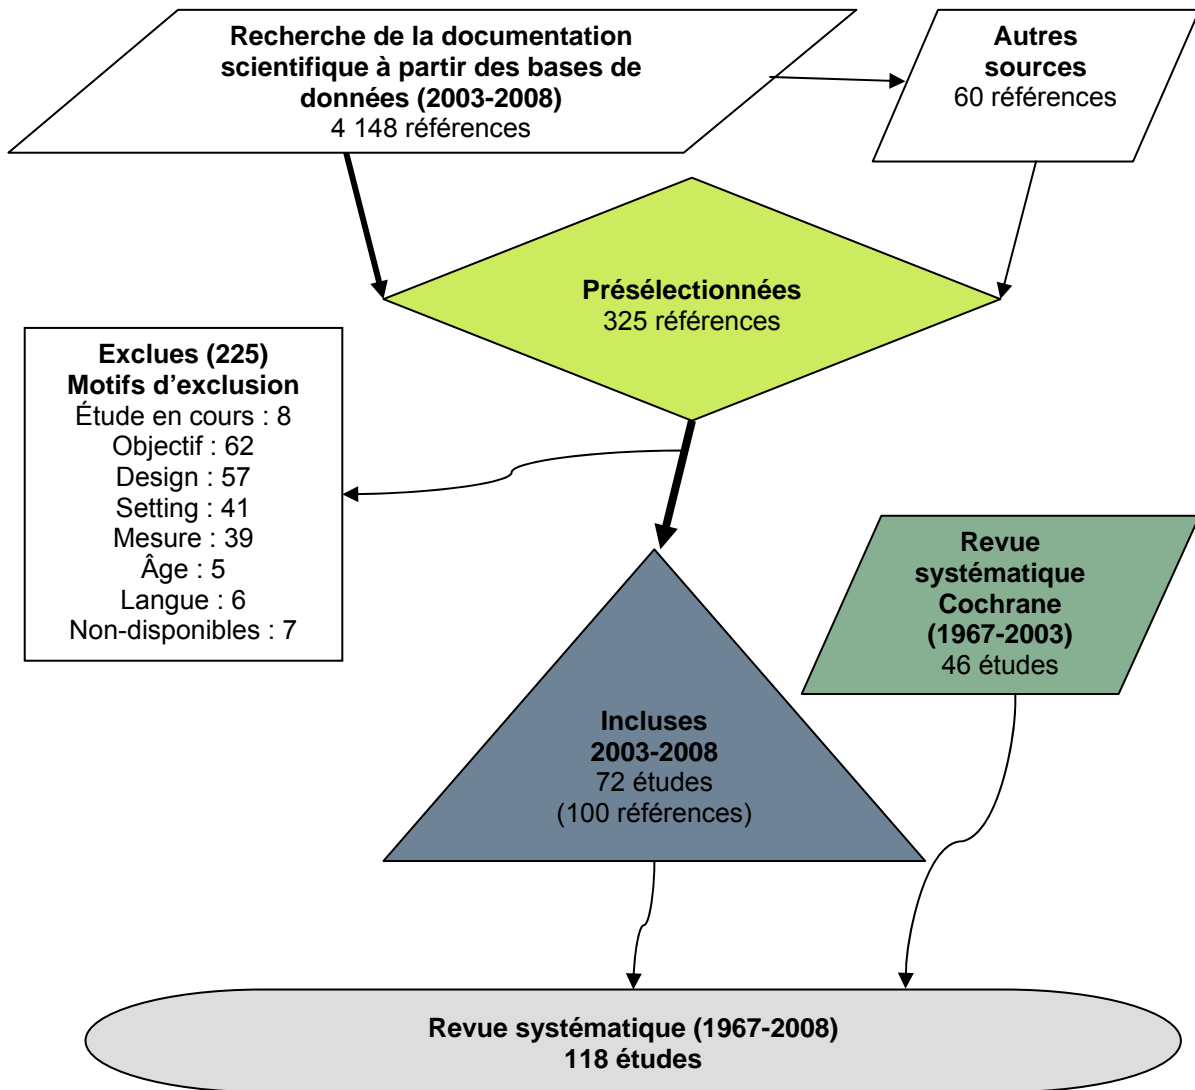 Recherche de la documentation
scientifique à partir des bases de
données (2003-2008)
4 148 références
Autres
sources
60 références
Présélectionnées
325 références
Exclues (225)
Motifs d’exclusion
Étude en cours : 8
Objectif : 62
Design : 57
Setting : 41
Mesure : 39
Âge : 5
Langue : 6
Non-disponibles : 7
Revue
systématique
Cochrane
(1967-2003)
46 études
Incluses
2003-2008
72 études
(100 références)
Revue systématique (1967-2008)
118 études